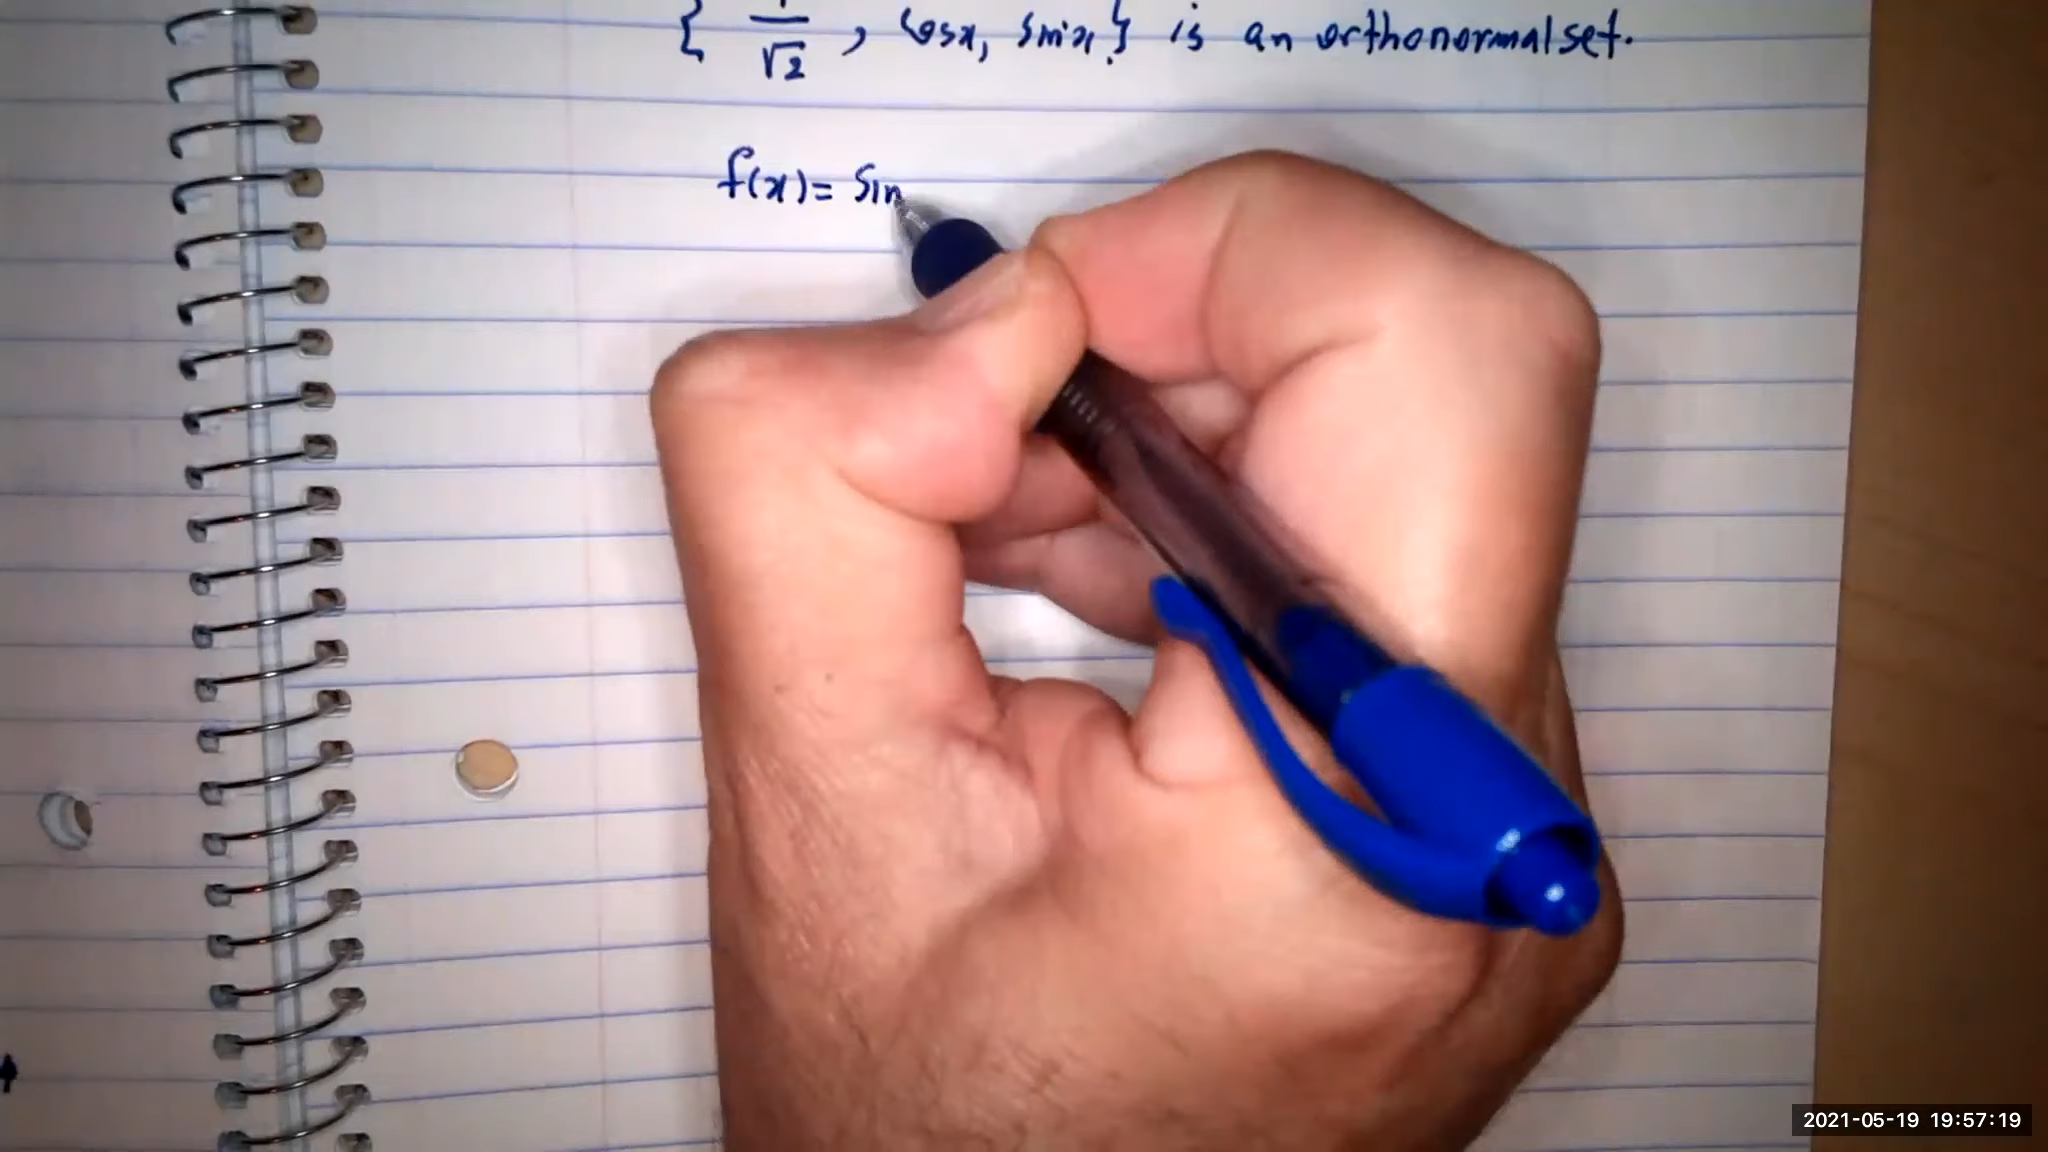 { 1/√2 , cosx, sinx} is an orthonormal set.
f(x)= sin
2021-05-19 19:57:19